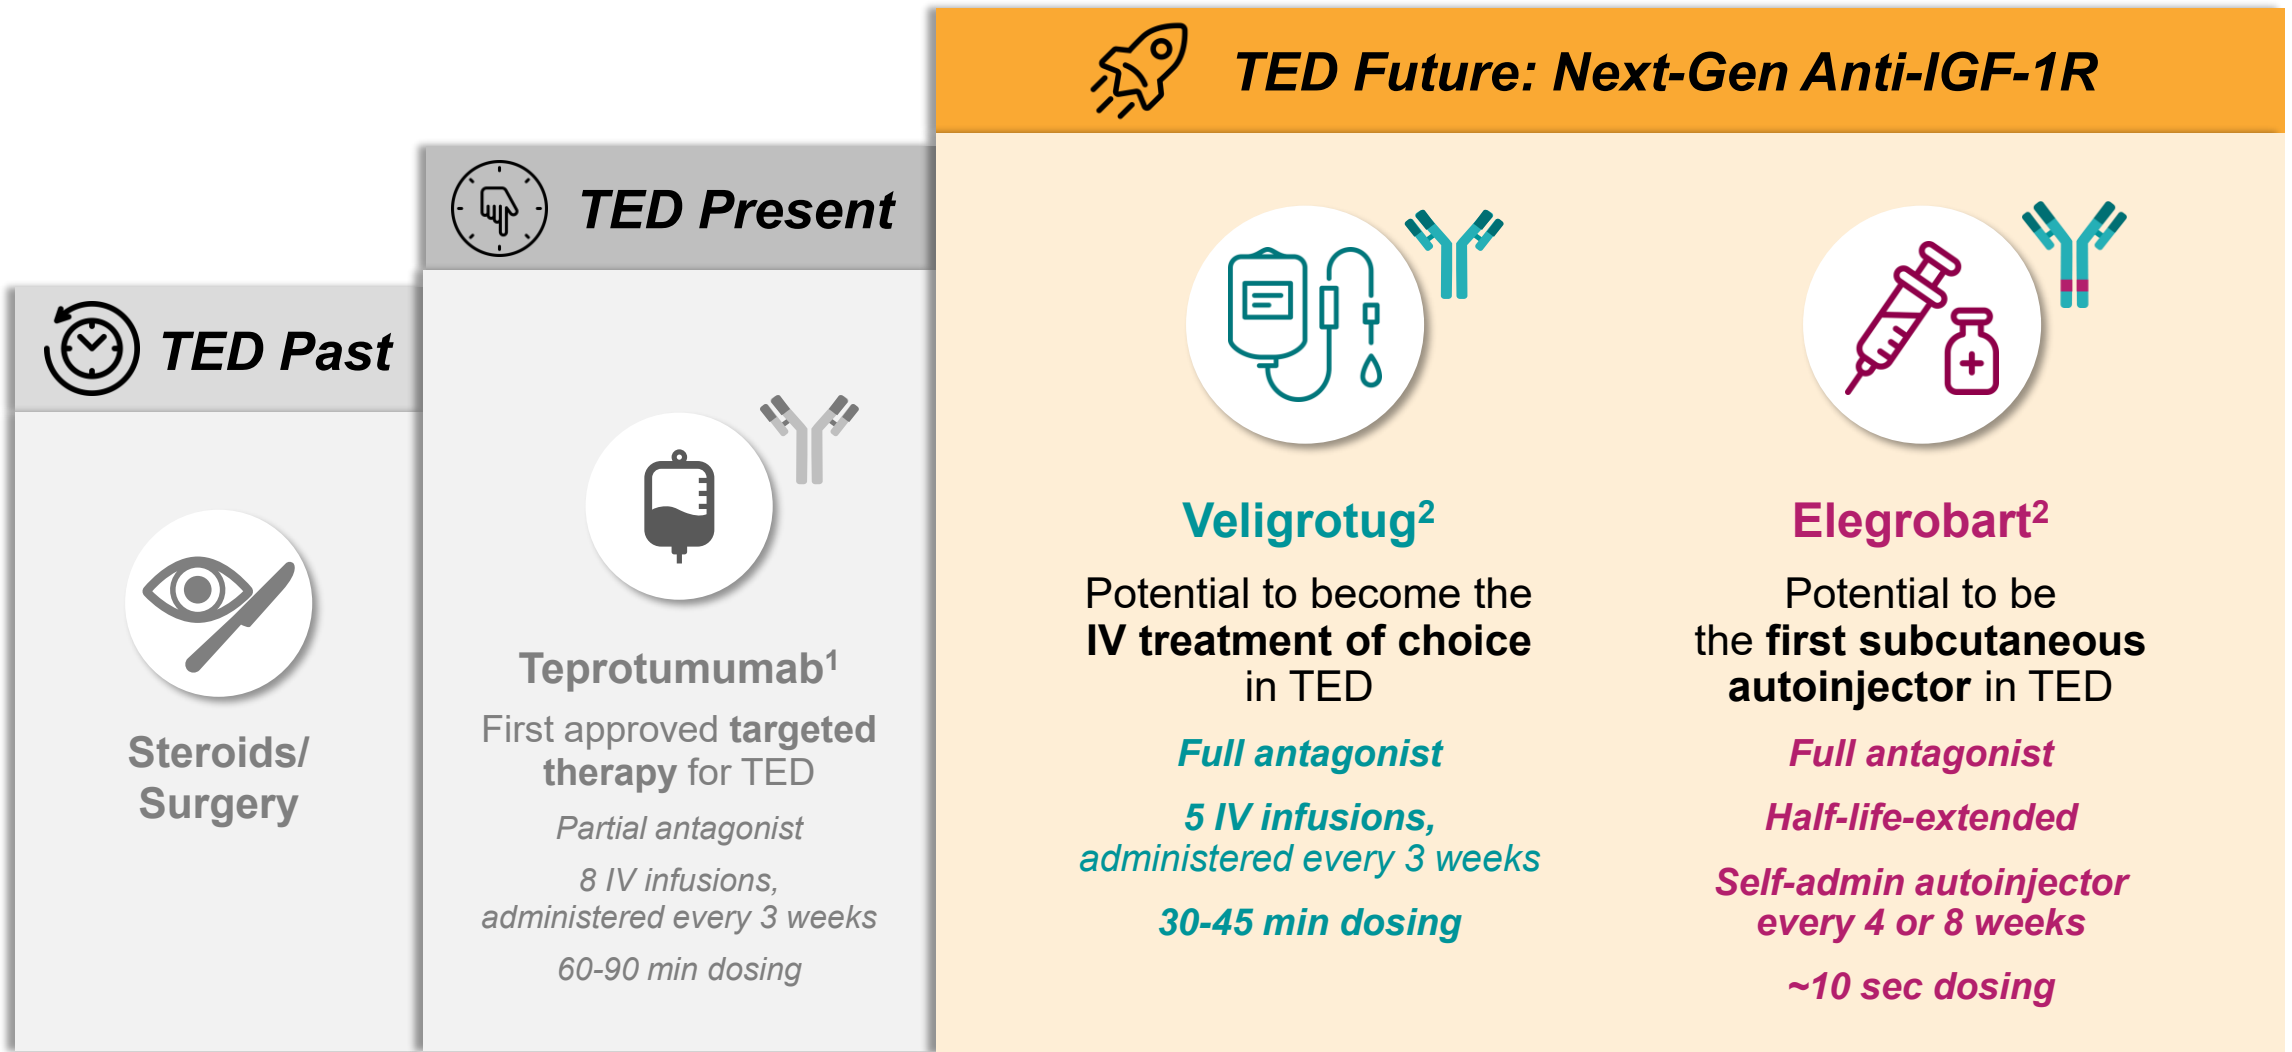 TED Past
Steroids/
Surgery
TED Present
Teprotumumab¹
First approved targeted
therapy for TED
Partial antagonist
8 IV infusions,
administered every 3 weeks
60-90 min dosing
TED Future: Next-Gen Anti-IGF-1R
Veligrotug²
Potential to become the
IV treatment of choice
in TED
Full antagonist
5 IV infusions,
administered every 3 weeks
30-45 min dosing
Elegrobart²
Potential to be
the first subcutaneous
autoinjector in TED
Full antagonist
Half-life-extended
Self-admin autoinjector
every 4 or 8 weeks
~10 sec dosing